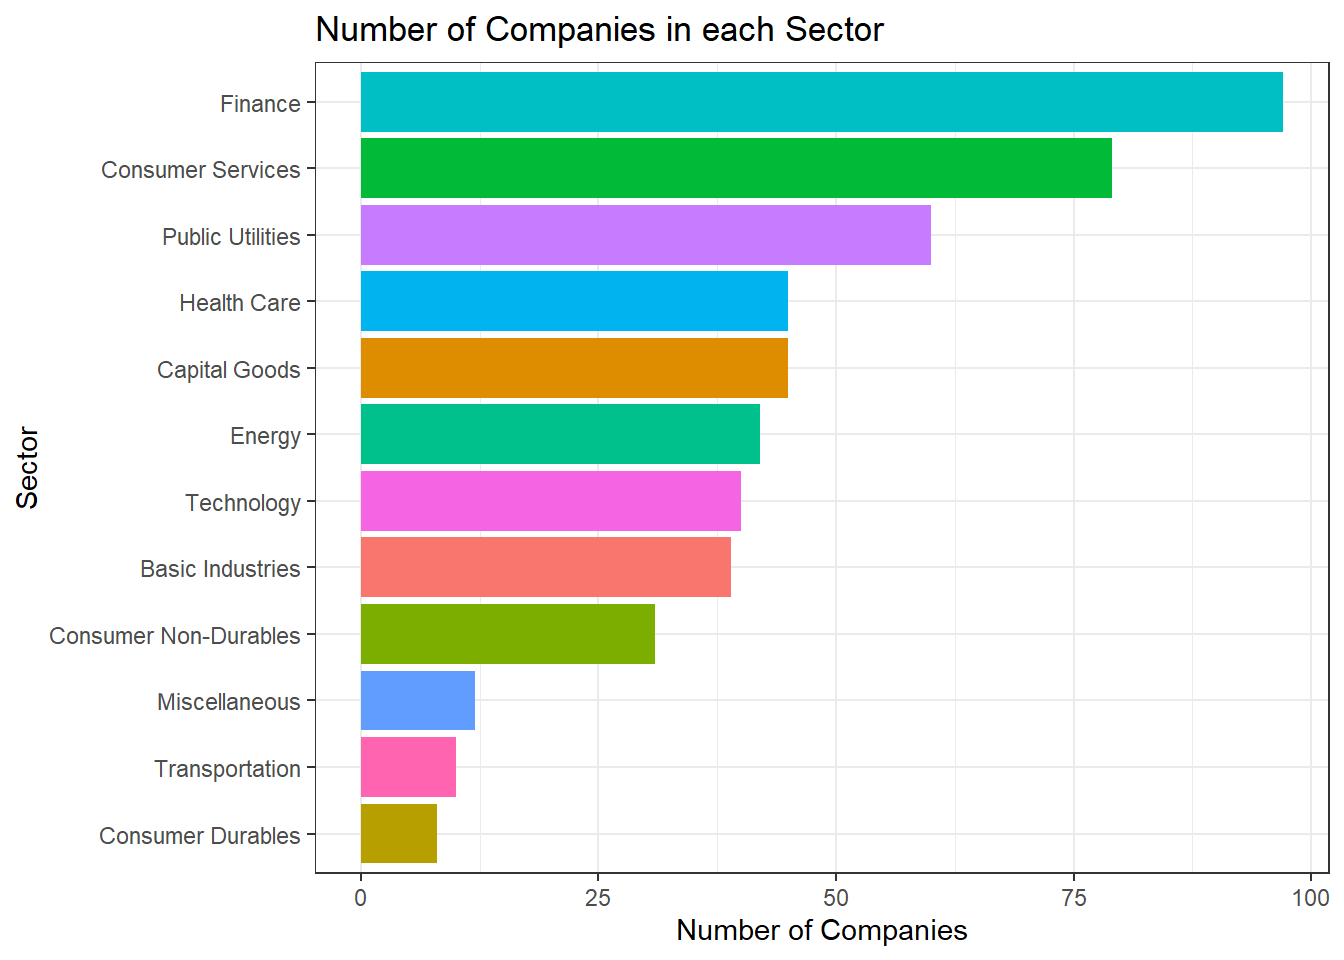 Number of Companies in each Sector
Finance
Consumer Services
Public Utilities
Health Care
Capital Goods
Energy
Technology
Basic Industries
Consumer Non-Durables
Miscellaneous
Transportation
Consumer Durables
Sector
0 25 50 75 100
Number of Companies